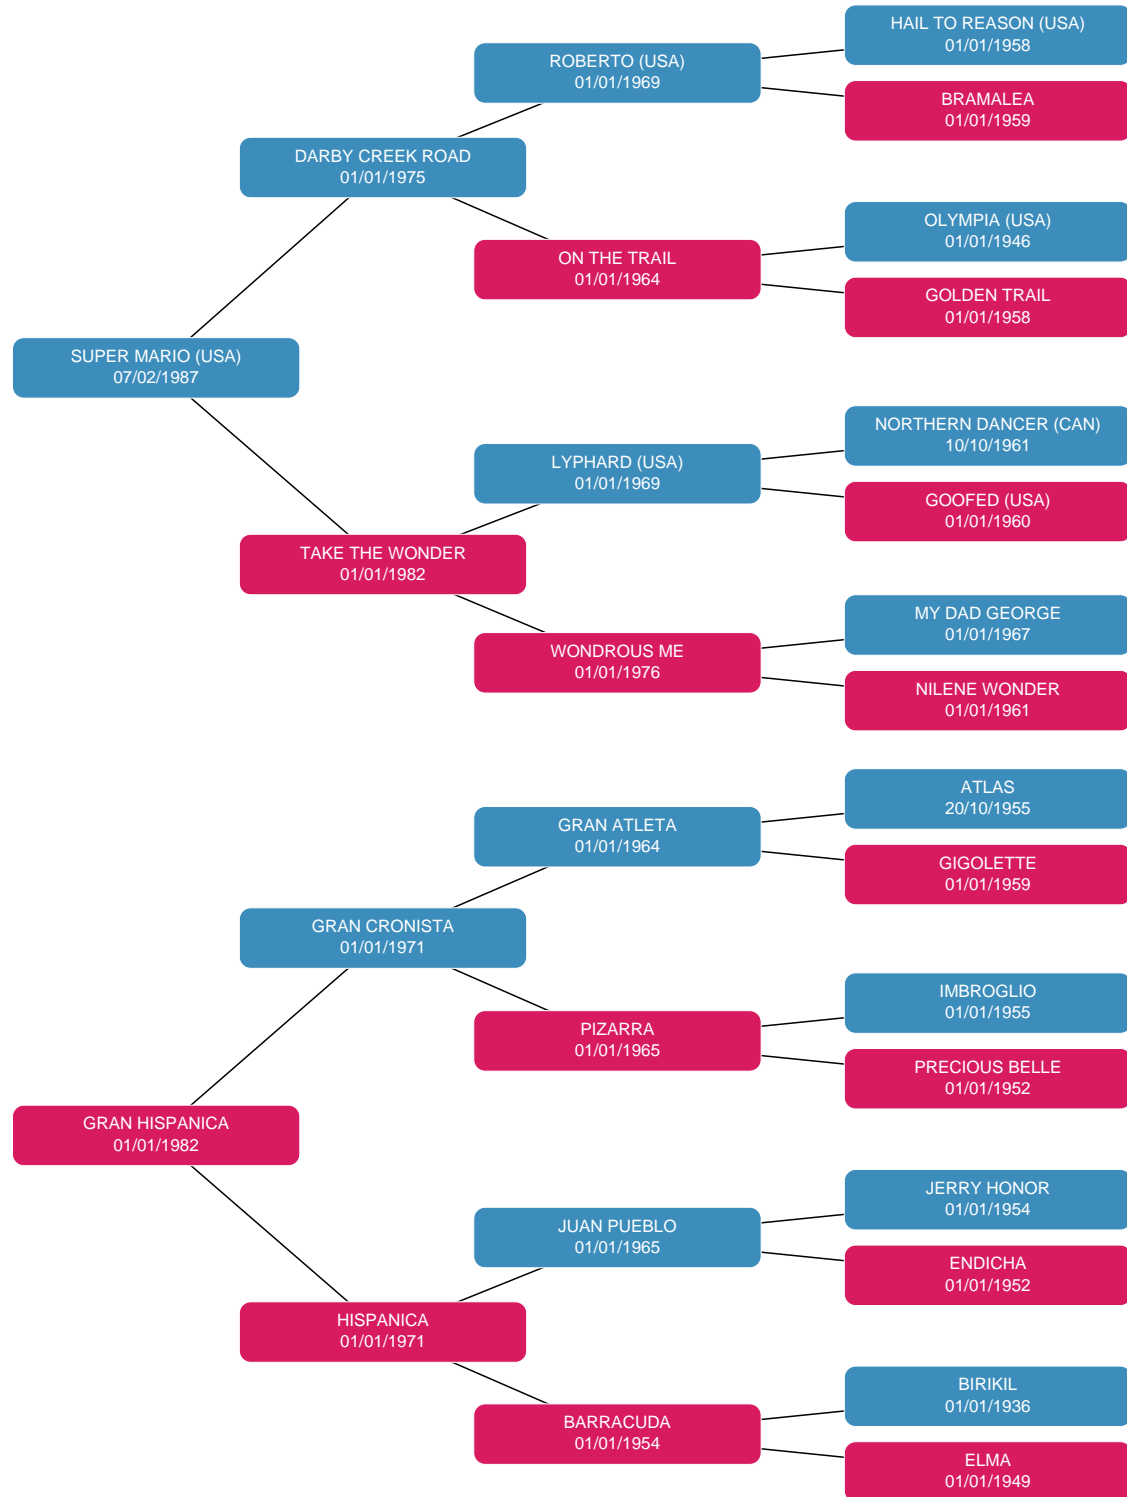 HAIL TO REASON (USA)
01/01/1958
ROBERTO (USA)
01/01/1969
BRAMALEA
01/01/1959
DARBY CREEK ROAD
01/01/1975
OLYMPIA (USA)
01/01/1946
ON THE TRAIL
01/01/1964
GOLDEN TRAIL
01/01/1958
SUPER MARIO (USA)
07/02/1987
NORTHERN DANCER (CAN)
10/10/1961
LYPHARD (USA)
01/01/1969
GOOFED (USA)
01/01/1960
TAKE THE WONDER
01/01/1982
MY DAD GEORGE
01/01/1967
WONDROUS ME
01/01/1976
NILENE WONDER
01/01/1961
ATLAS
20/10/1955
GRAN ATLETA
01/01/1964
GIGOLETTE
01/01/1959
GRAN CRONISTA
01/01/1971
IMBROGLIO
01/01/1955
PIZARRA
01/01/1965
PRECIOUS BELLE
01/01/1952
GRAN HISPANICA
01/01/1982
JERRY HONOR
01/01/1954
JUAN PUEBLO
01/01/1965
ENDICHA
01/01/1952
HISPANICA
01/01/1971
BIRIKIL
01/01/1936
BARRACUDA
01/01/1954
ELMA
01/01/1949